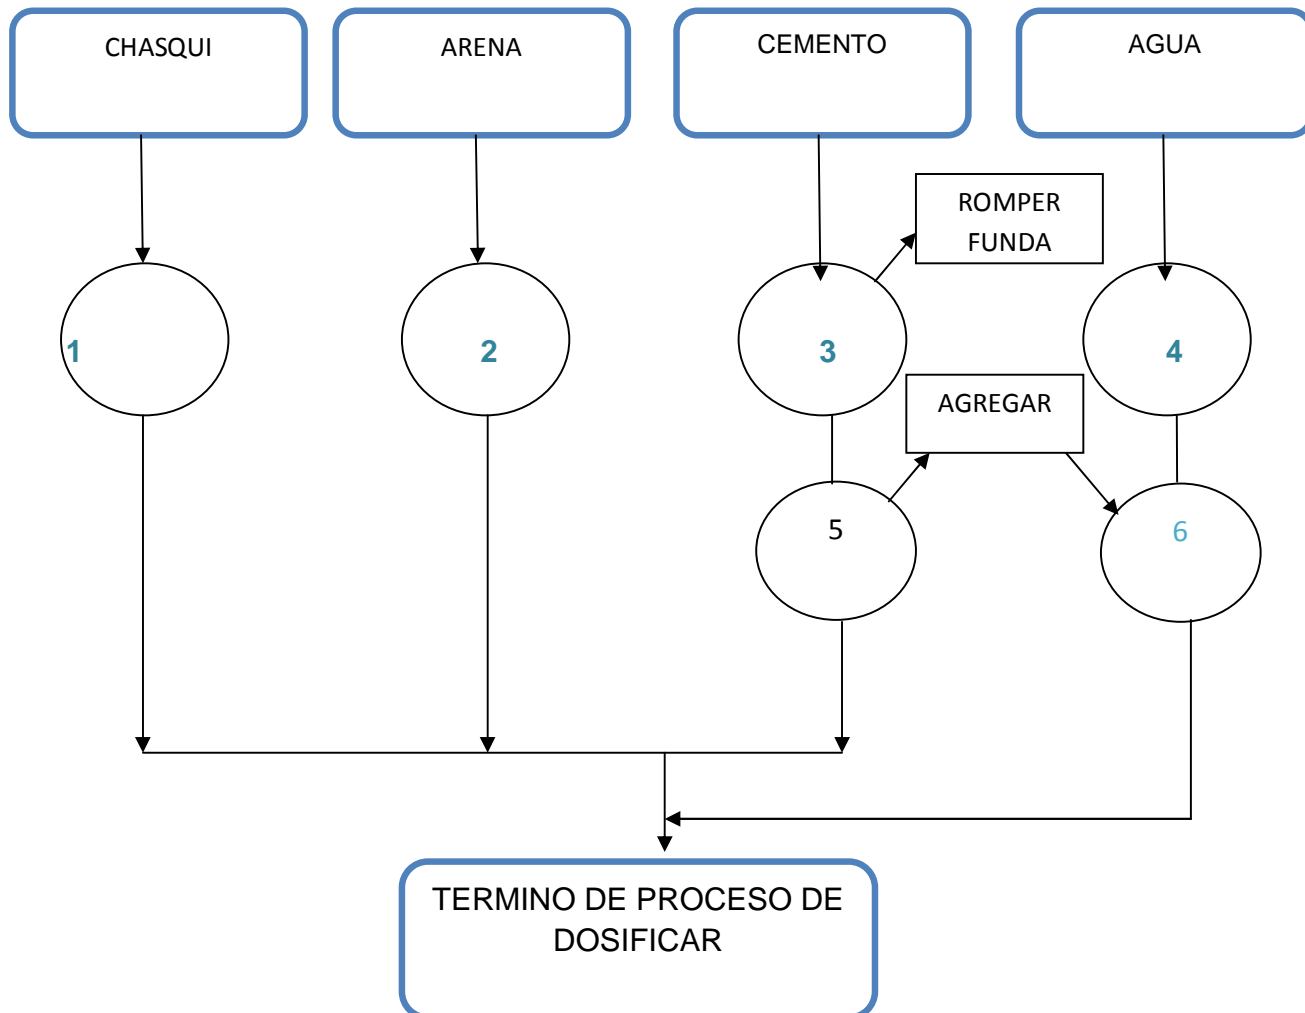 CHASQUI
ARENA
CEMENTO
AGUA
ROMPER
FUNDA
1
2
3
4
AGREGAR
5
6
TERMINO DE PROCESO DE
DOSIFICAR